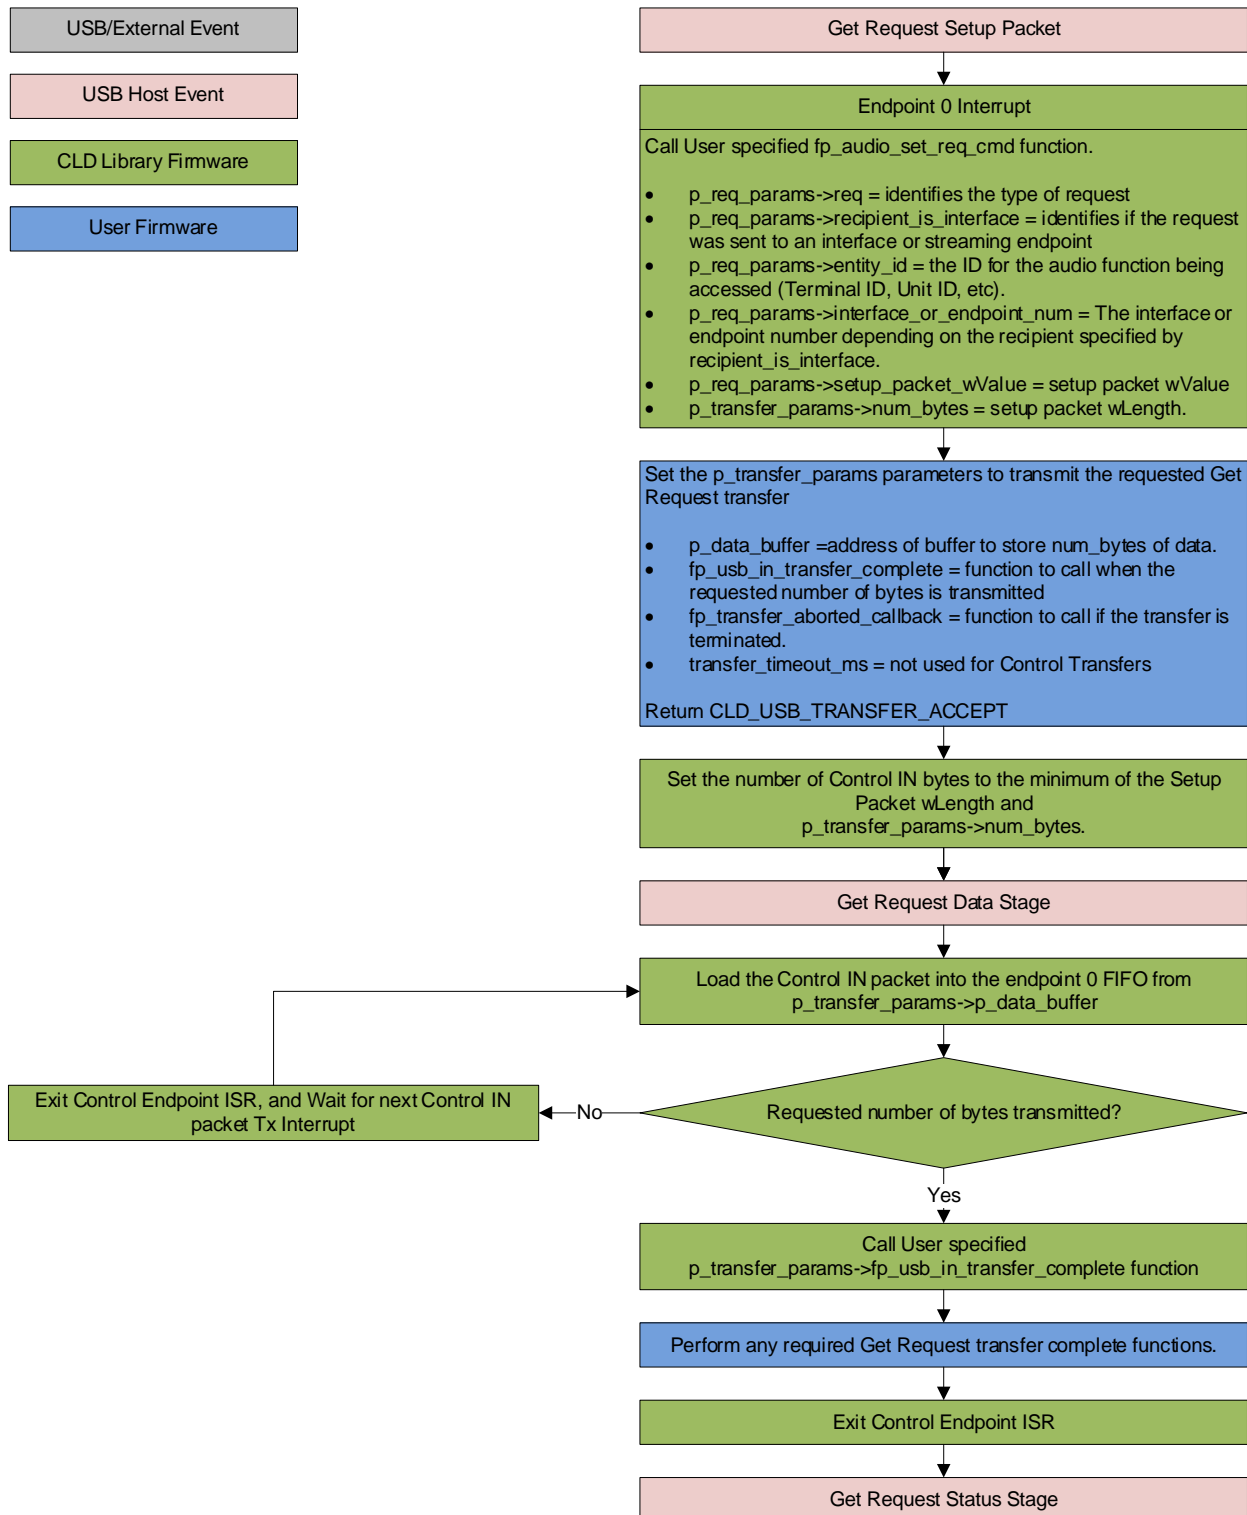 USB/External Event
USB Host Event
CLD Library Firmware
User Firmware
Get Request Setup Packet
Endpoint 0 Interrupt
Call User specified fp_audio_set_req_cmd function.
• p_req_params->req = identifies the type of request
• p_req_params->recipient_is_interface = identifies if the request
was sent to an interface or streaming endpoint
• p_req_params->entity_id = the ID for the audio function being
accessed (Terminal ID, Unit ID, etc).
• p_req_params->interface_or_endpoint_num = The interface or
endpoint number depending on the recipient specified by
recipient_is_interface.
• p_req_params->setup_packet_wValue = setup packet wValue
• p_transfer_params->num_bytes = setup packet wLength.
Set the p_transfer_params parameters to transmit the requested Get
Request transfer
• p_data_buffer =address of buffer to store num_bytes of data.
• fp_usb_in_transfer_complete = function to call when the
requested number of bytes is transmitted
• fp_transfer_aborted_callback = function to call if the transfer is
terminated.
• transfer_timeout_ms = not used for Control Transfers
Return CLD_USB_TRANSFER_ACCEPT
Set the number of Control IN bytes to the minimum of the Setup
Packet wLength and
p_transfer_params->num_bytes.
Get Request Data Stage
Load the Control IN packet into the endpoint 0 FIFO from
p_transfer_params->p_data_buffer
Exit Control Endpoint ISR, and Wait for next Control IN
packet Tx Interrupt
No
Requested number of bytes transmitted?
Yes
Call User specified
p_transfer_params->fp_usb_in_transfer_complete function
Perform any required Get Request transfer complete functions.
Exit Control Endpoint ISR
Get Request Status Stage